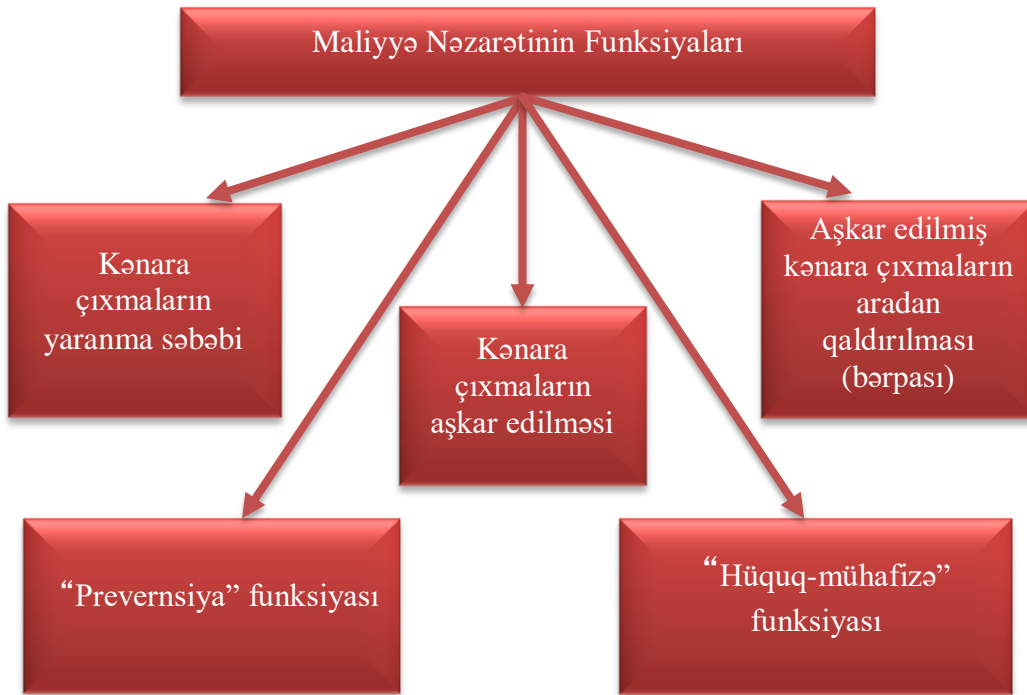 Maliyyə Nəzarətinin Funksiyaları
Kənara
çıxmaların
yaranma səbəbi
Kənara
çıxmaların
aşkar edilməsi
Aşkar edilmiş
kənara çıxmaların
aradan
qaldırılması
(bərpası)
“Prevernsiya” funksiyası
“Hüquq-mühafizə”
funksiyası